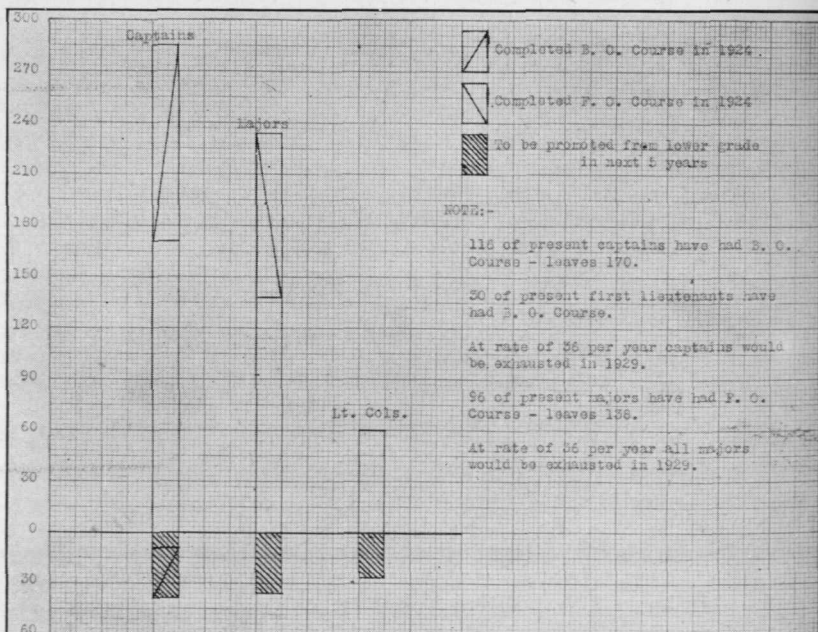 300
270
240
210
180
150
120
90
60
30
0
30
60
Captains
Majors
Lt. Cols.
Completed B. O. Course in 1924
Completed F. O. Course in 1924
To be promoted from lower grade
in next 5 years
NOTE:-
116 of present captains have had B. O.
Course - leaves 170.
30 of present first lieutenants have
had B. O. Course.
At rate of 36 per year captains would
be exhausted in 1929.
96 of present majors have had F. O.
Course - leaves 138.
At rate of 36 per year all majors
would be exhausted in 1929.